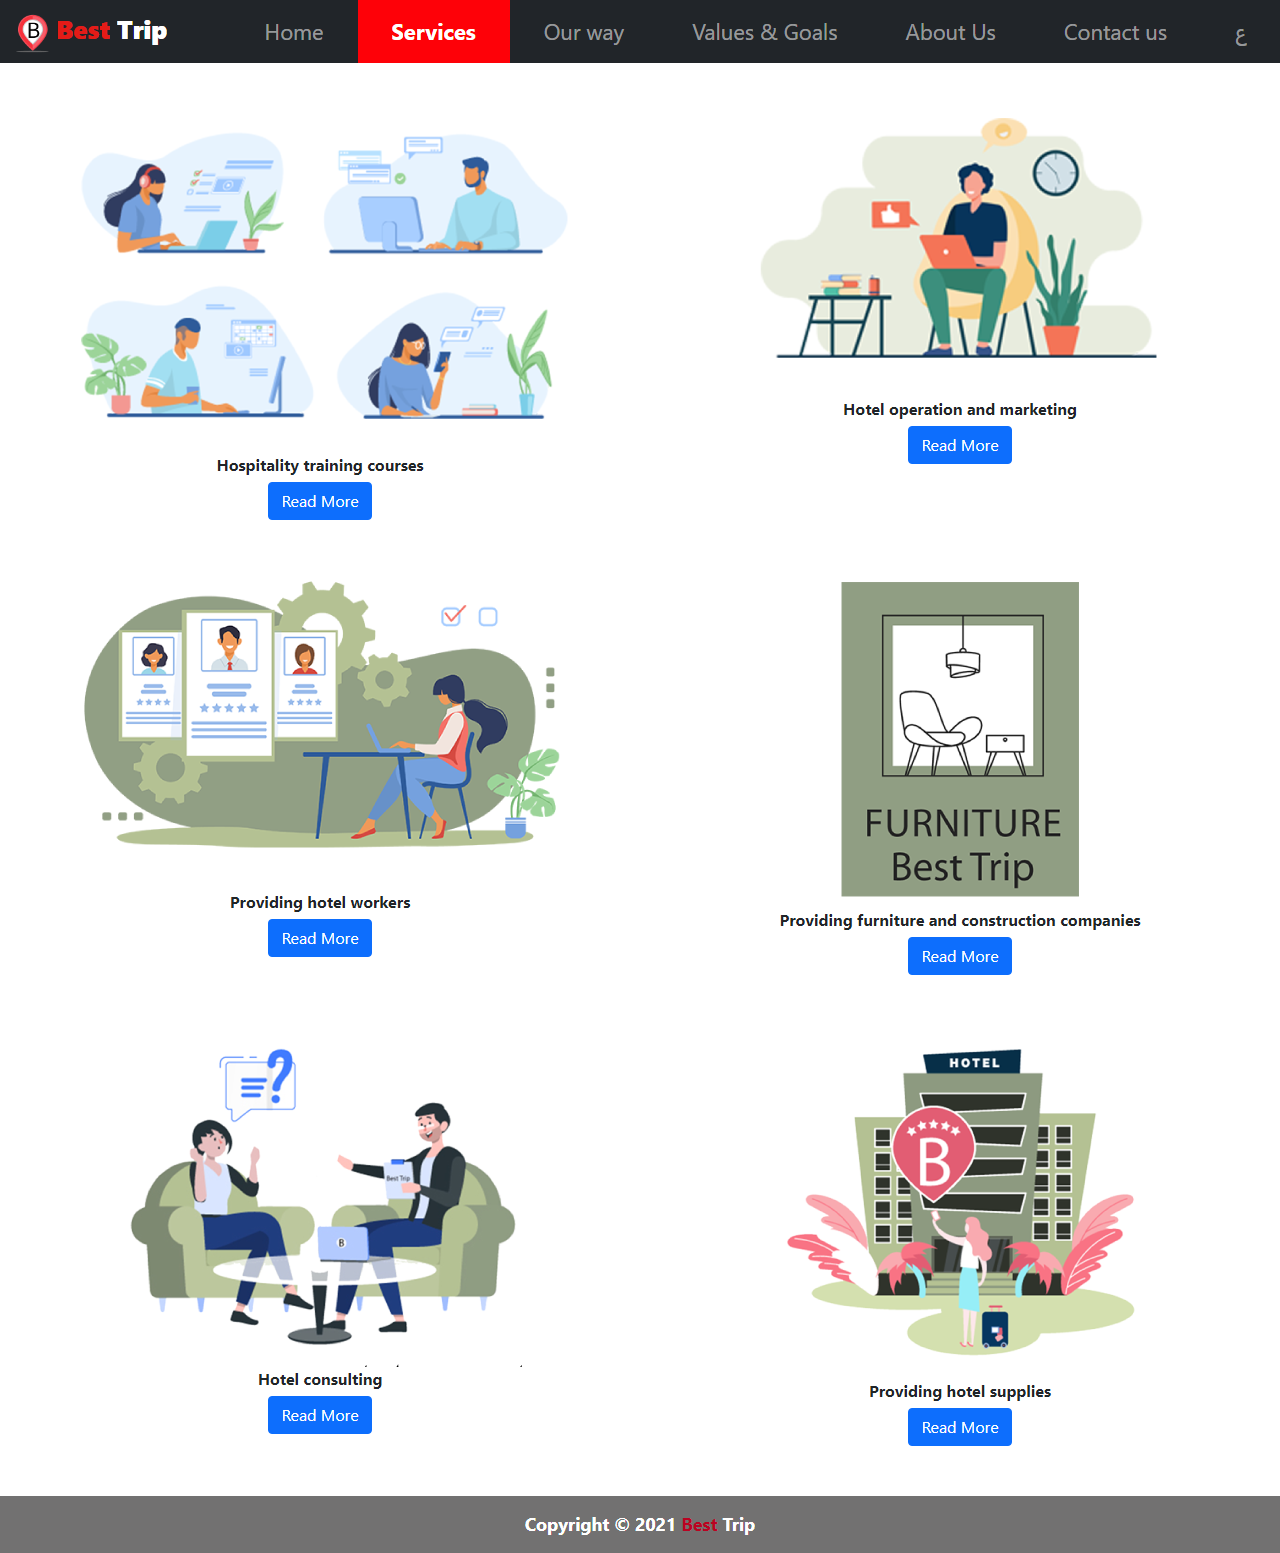 B Best Trip Home Services Our way Values & Goals About Us Contact us ع
Hospitality training courses
Read More
Hotel operation and marketing
Read More
Providing hotel workers
Read More
FURNITURE
Best Trip
Providing furniture and construction companies
Read More
?
Best Trip
B
Hotel consulting
Read More
HOTEL
B
Providing hotel supplies
Read More
Copyright © 2021 Best Trip